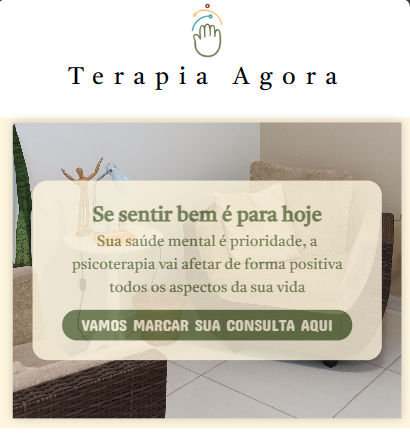 Terapia Agora
Se sentir bem é para hoje
Sua saúde mental é prioridade, a
psicoterapia vai afetar de forma positiva
todos os aspectos da sua vida
VAMOS MARCAR SUA CONSULTA AQUI